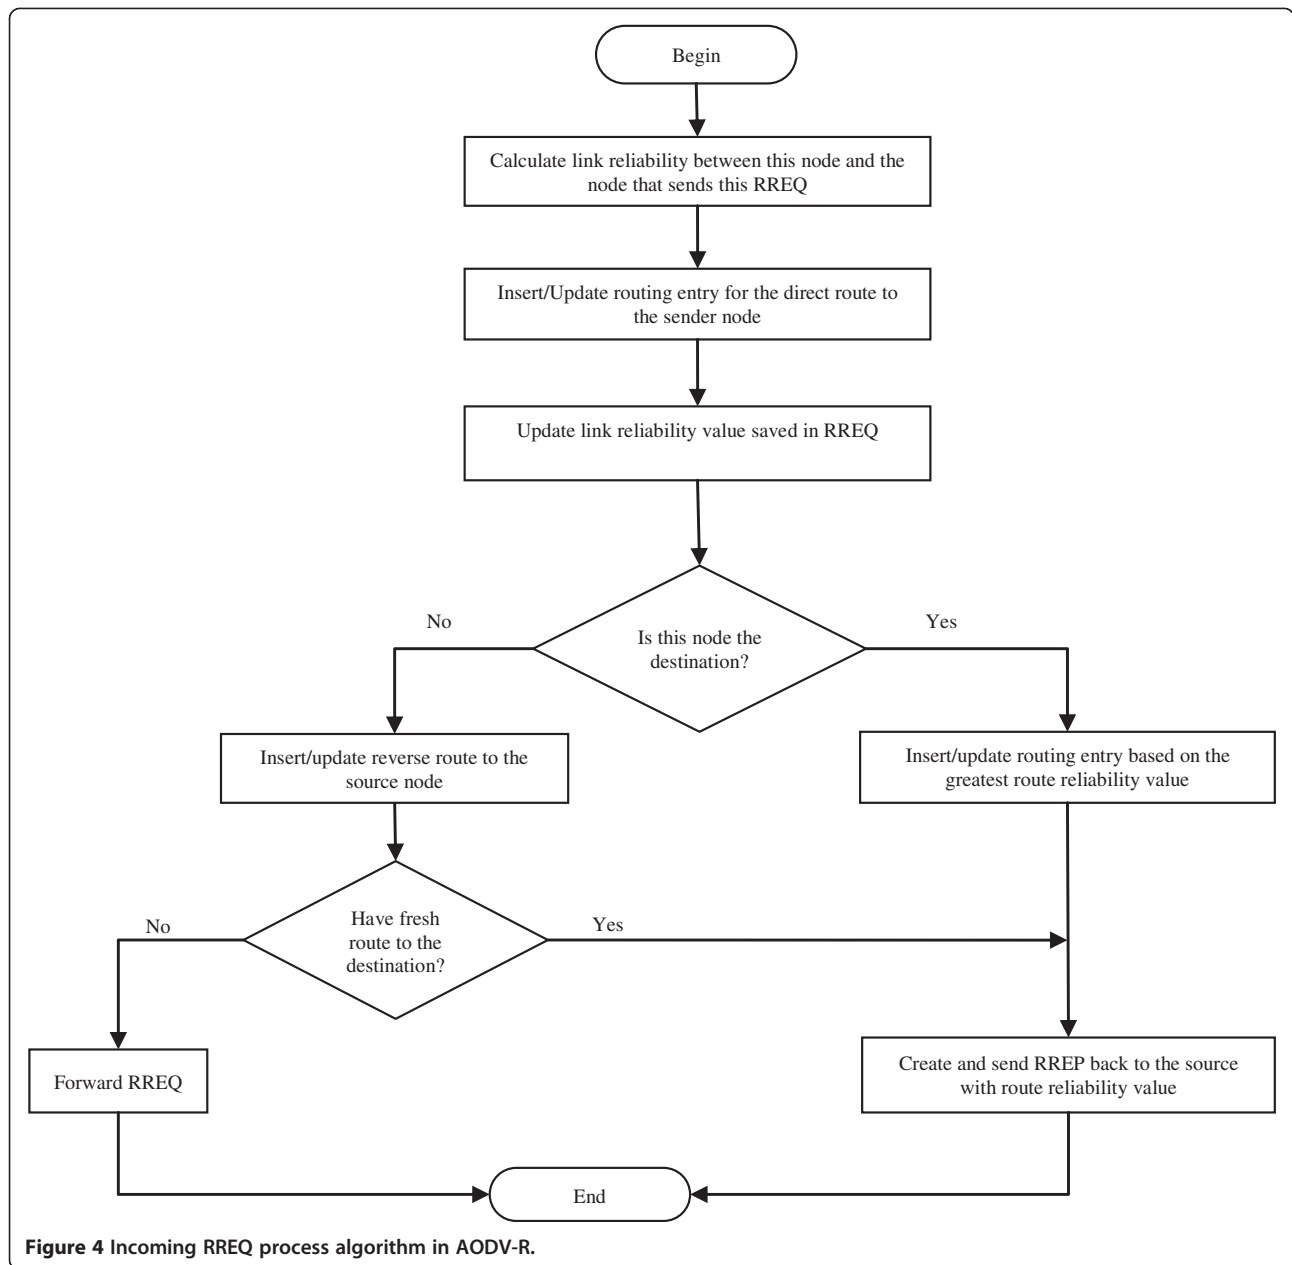 Begin
Calculate link reliability between this node and the
node that sends this RREQ
Insert/Update routing entry for the direct route to
the sender node
Update link reliability value saved in RREQ
No
Yes
Is this node the
destination?
Insert/update reverse route to the
source node
Insert/update routing entry based on the
greatest route reliability value
No
Have fresh
route to the
destination?
Yes
Forward RREQ
Create and send RREP back to the source
with route reliability value
End
Figure 4 Incoming RREQ process algorithm in AODV-R.